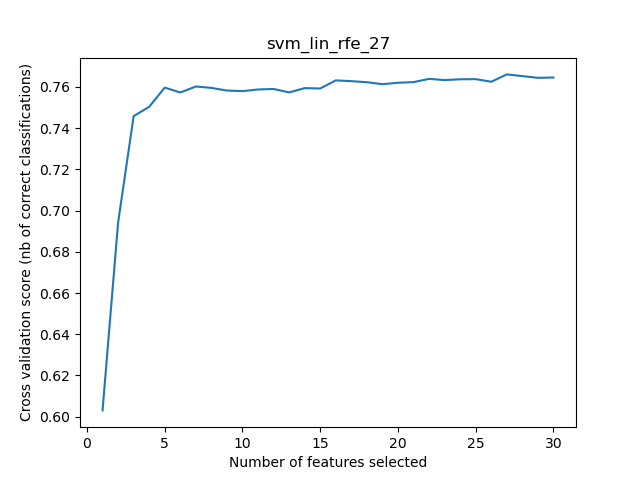 svm_lin_rfe_27
Cross validation score (nb of correct classifications)
0.76
0.74
0.72
0.70
0.68
0.66
0.64
0.62
0.60
0 5 10 15 20 25 30
Number of features selected